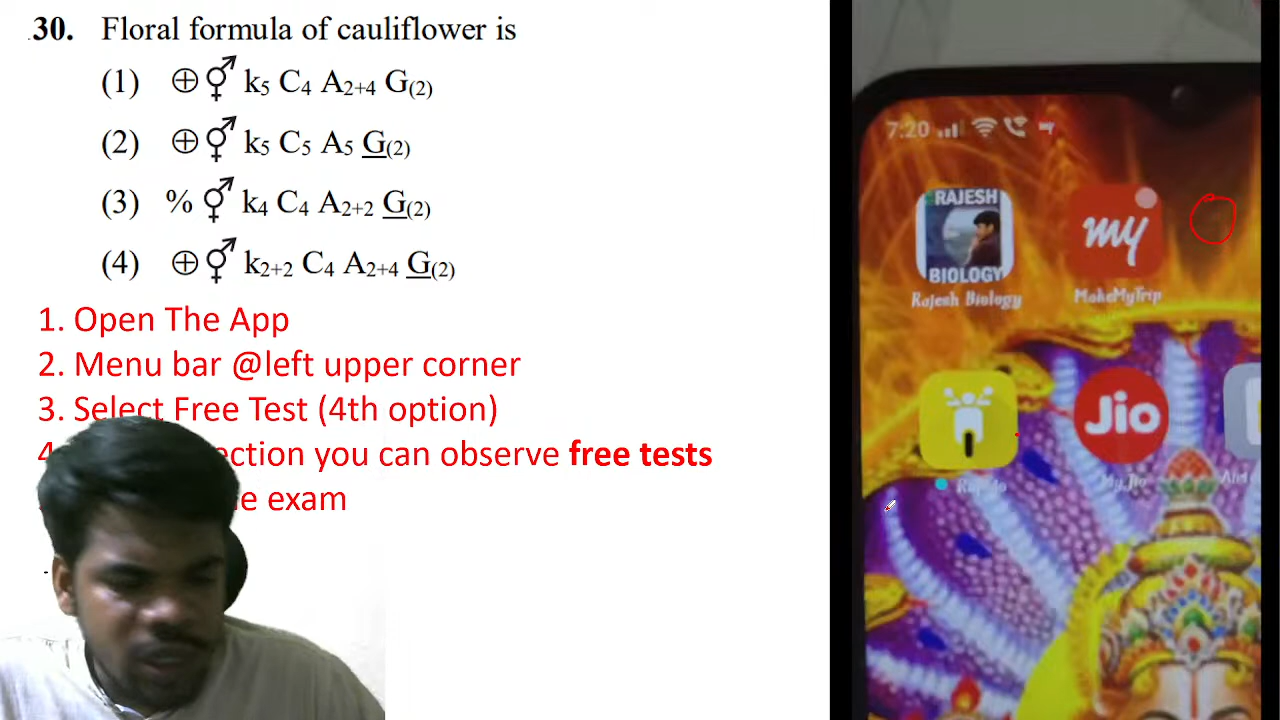 30. Floral formula of cauliflower is
(1) ⊕ ⚥ k5 C4 A2+4 G(2)
(2) ⊕ ⚥ k5 C5 A5 G(2)
(3) % ⚥ k4 C4 A2+2 G(2)
(4) ⊕ ⚥ k2+2 C4 A2+4 G(2)
1. Open The App
2. Menu bar @left upper corner
3. Select Free Test (4th option)
you can observe free tests
exam
7:20
RAJESH
BIOLOGY
Rajesh Biology
my
MakeMyTrip
Jio
My Jio